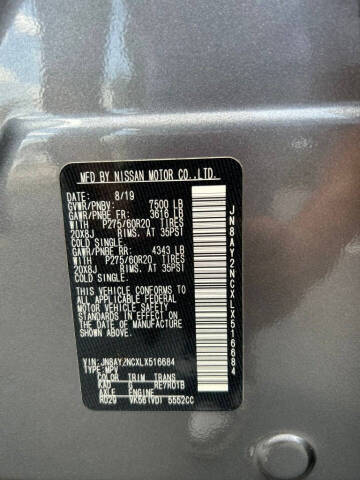 MFD BY NISSAN MOTOR CO.,LTD.
DATE: 8/19
GVWR/PNBV: 7500 LB
GAWR/PNBE FR: 3616 LB
WITH P275/60R20 TIRES
20X8J RIMS, AT 35PSI
COLD SINGLE.
GAWR/PNBE RR: 4343 LB
WITH P275/60R20 TIRES
20X8J RIMS, AT 35PSI
COLD SINGLE.
THIS VEHICLE CONFORMS
TO ALL APPLICABLE FEDERAL
MOTOR VEHICLE SAFETY
STANDARDS IN EFFECT ON
THE DATE OF MANUFACTURE
SHOWN ABOVE.
VIN: JN8AY2NCXLX516684
TYPE: MPV
COLOR TRIM TRANS
KAD G RE7R01B
AXLE ENGINE
RD29 VK56(VD) 5552CC
JN8AY2NCXLX516684